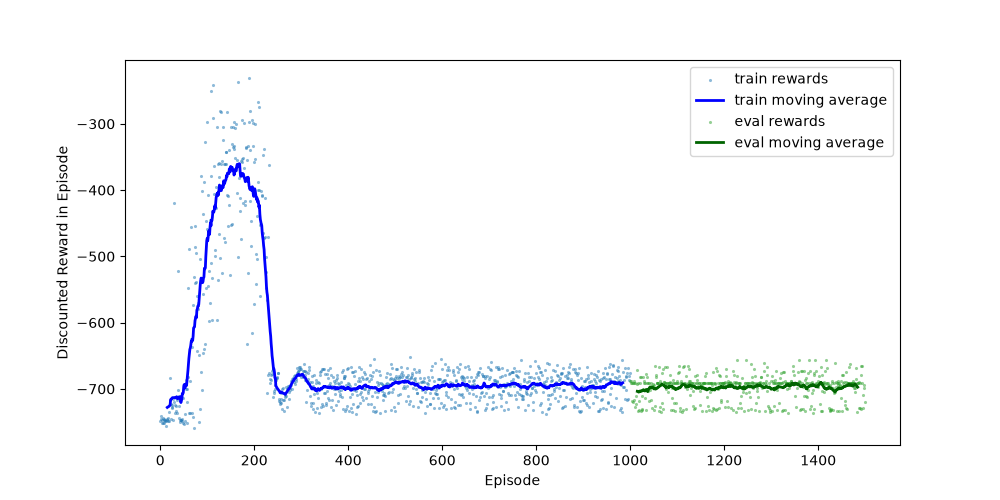 train rewards
train moving average
eval rewards
eval moving average
Discounted Reward in Episode
−300
−400
−500
−600
−700
0 200 400 600 800 1000 1200 1400
Episode